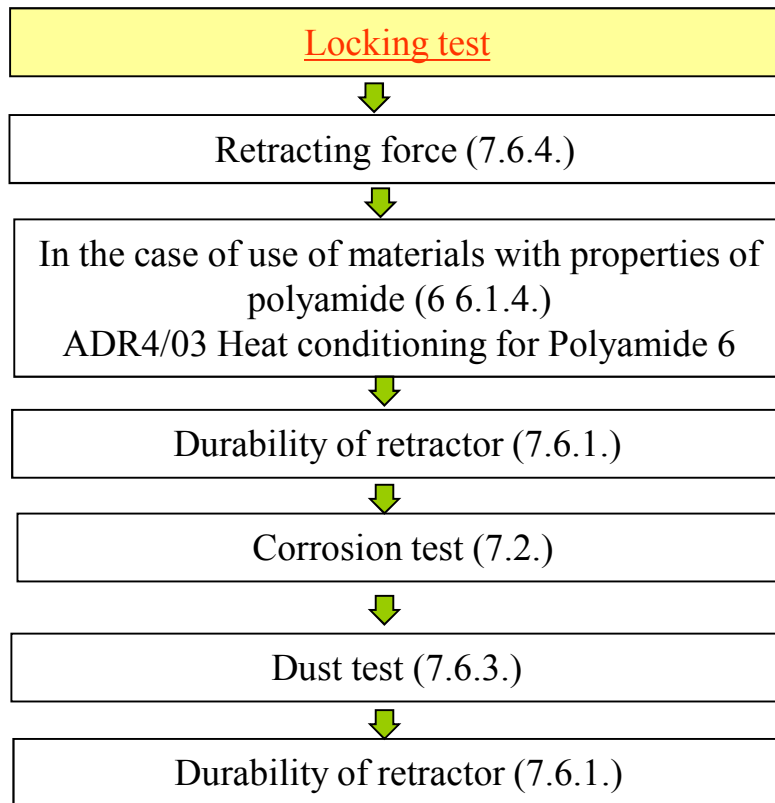 Locking test
Retracting force (7.6.4.)
In the case of use of materials with properties of
polyamide (6 6.1.4.)
ADR4/03 Heat conditioning for Polyamide 6
Durability of retractor (7.6.1.)
Corrosion test (7.2.)
Dust test (7.6.3.)
Durability of retractor (7.6.1.)